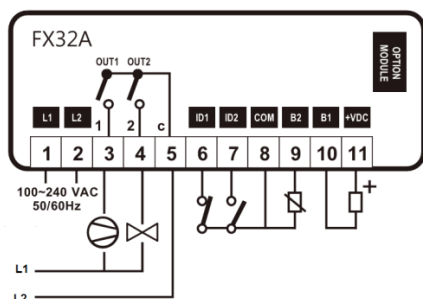 FX32A
OPTION
MODULE
OUT1 OUT2
L1 L2 1 2 c ID1 ID2 COM B2 B1 +VDC
1 2 3 4 5 6 7 8 9 10 11
100~240 VAC
50/60Hz
+
L1
L2